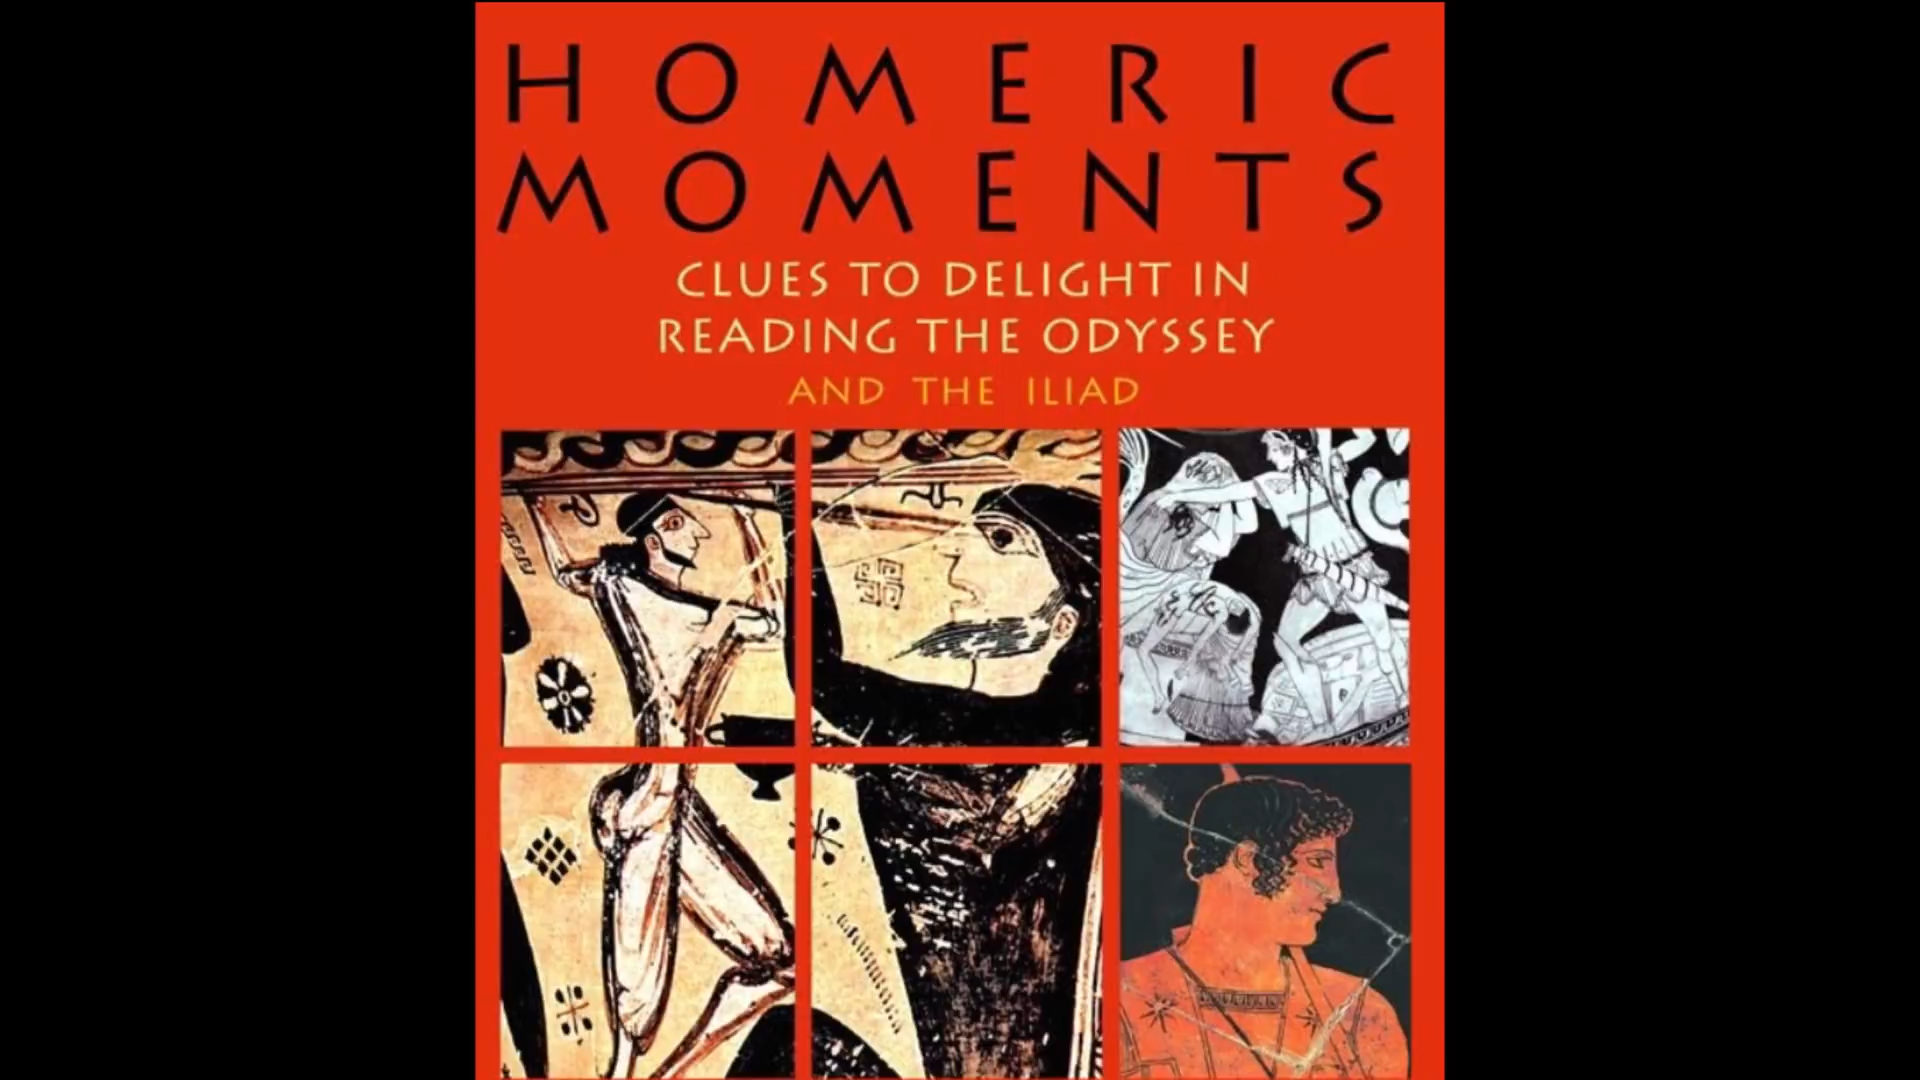 HOMERIC
MOMENTS
CLUES TO DELIGHT IN
READING THE ODYSSEY
AND THE ILIAD